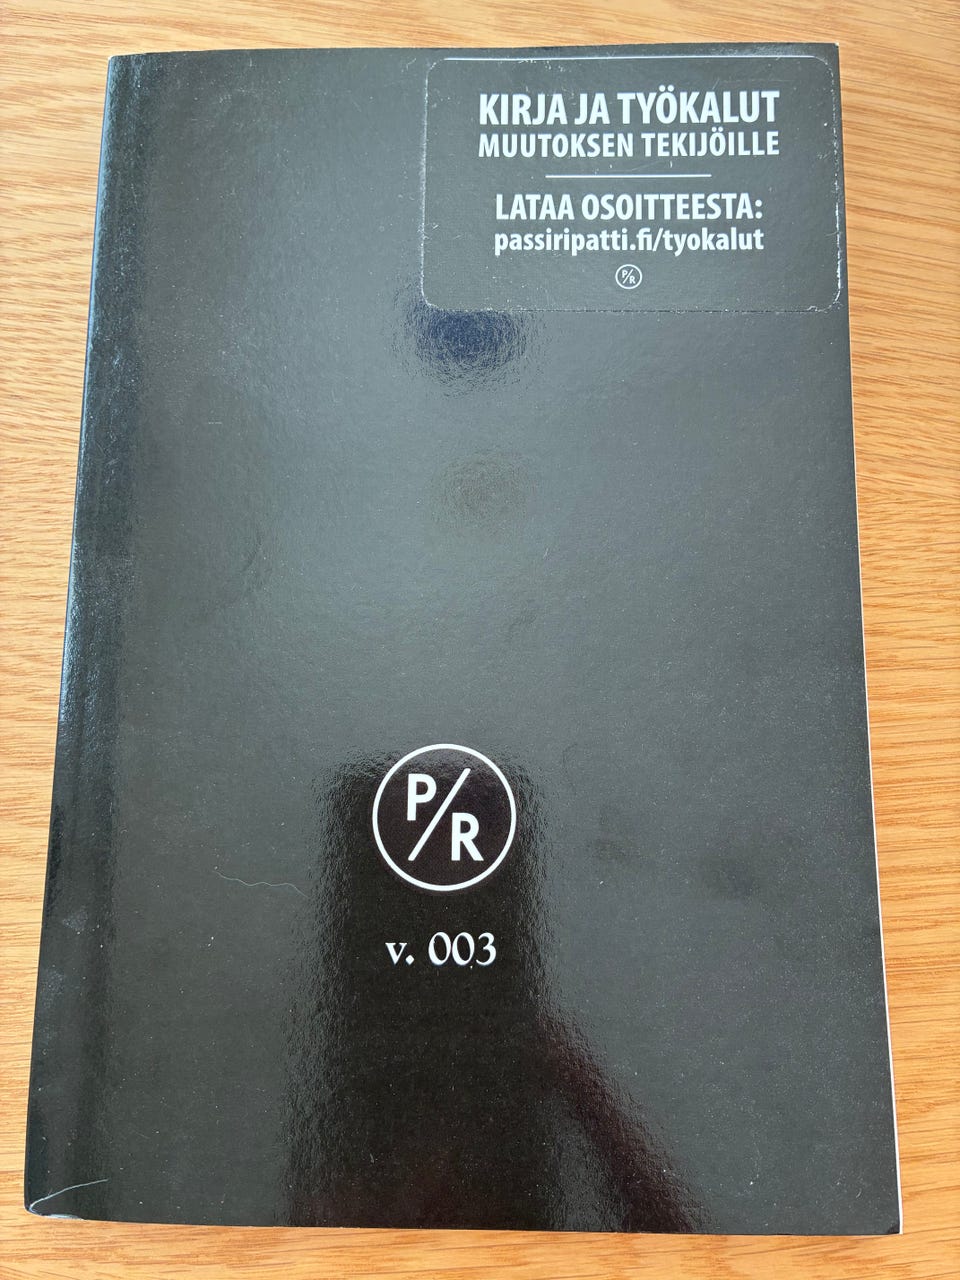 KIRJA JA TYÖKALUT
MUUTOKSEN TEKIJÖILLE
LATAA OSOITTEESTA:
passiripatti.fi/tyokalut
P/R
P/R
v. 003